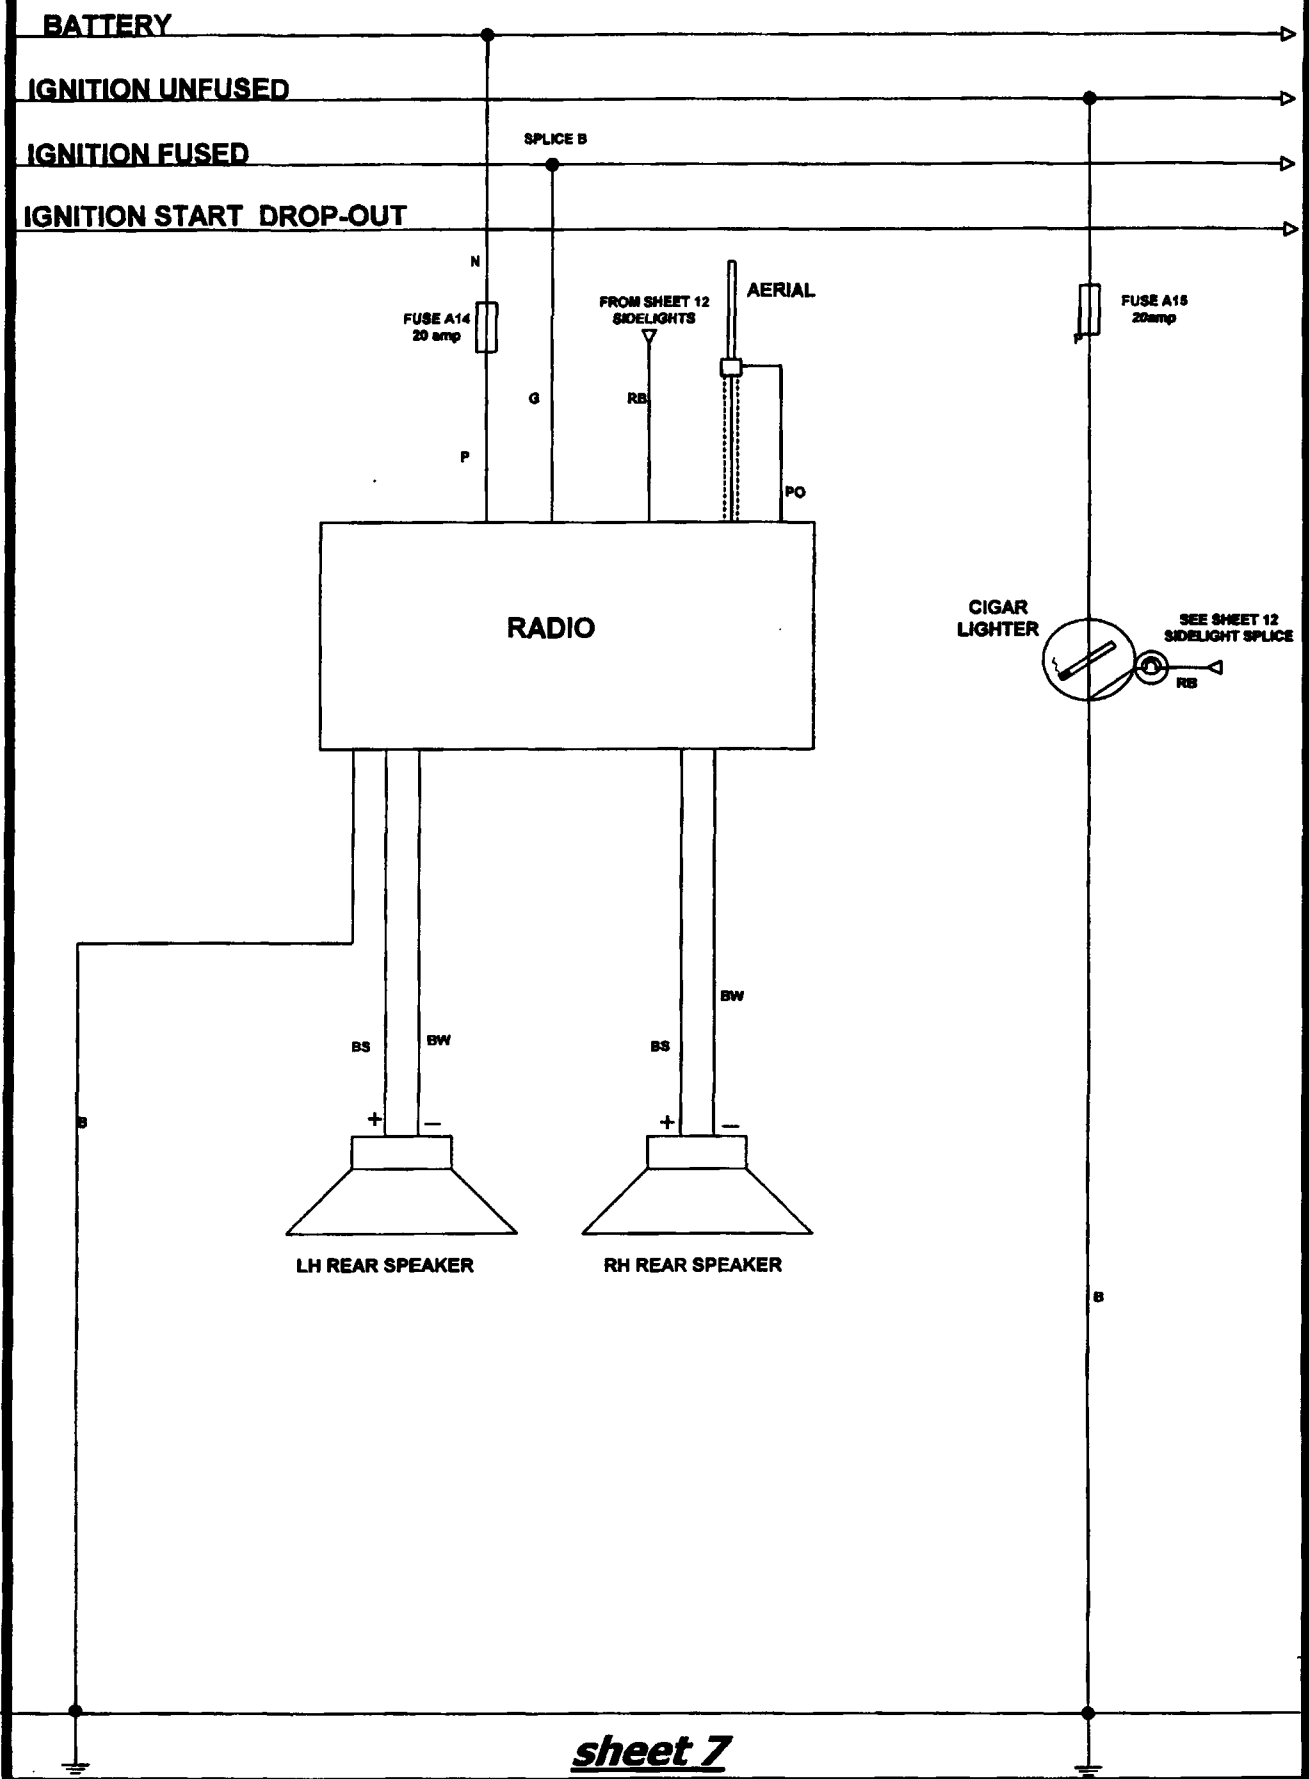 BATTERY
IGNITION UNFUSED
SPLICE B
IGNITION FUSED
IGNITION START DROP-OUT
N
FUSE A14
20 amp
FROM SHEET 12
SIDELIGHTS
AERIAL
FUSE A15
20amp
P
G
RB
P
PO
RADIO
CIGAR
LIGHTER
SEE SHEET 12
SIDELIGHT SPLICE
RB
BS
BW
BS
BW
B
+
−
+
−
LH REAR SPEAKER
RH REAR SPEAKER
B
sheet 7